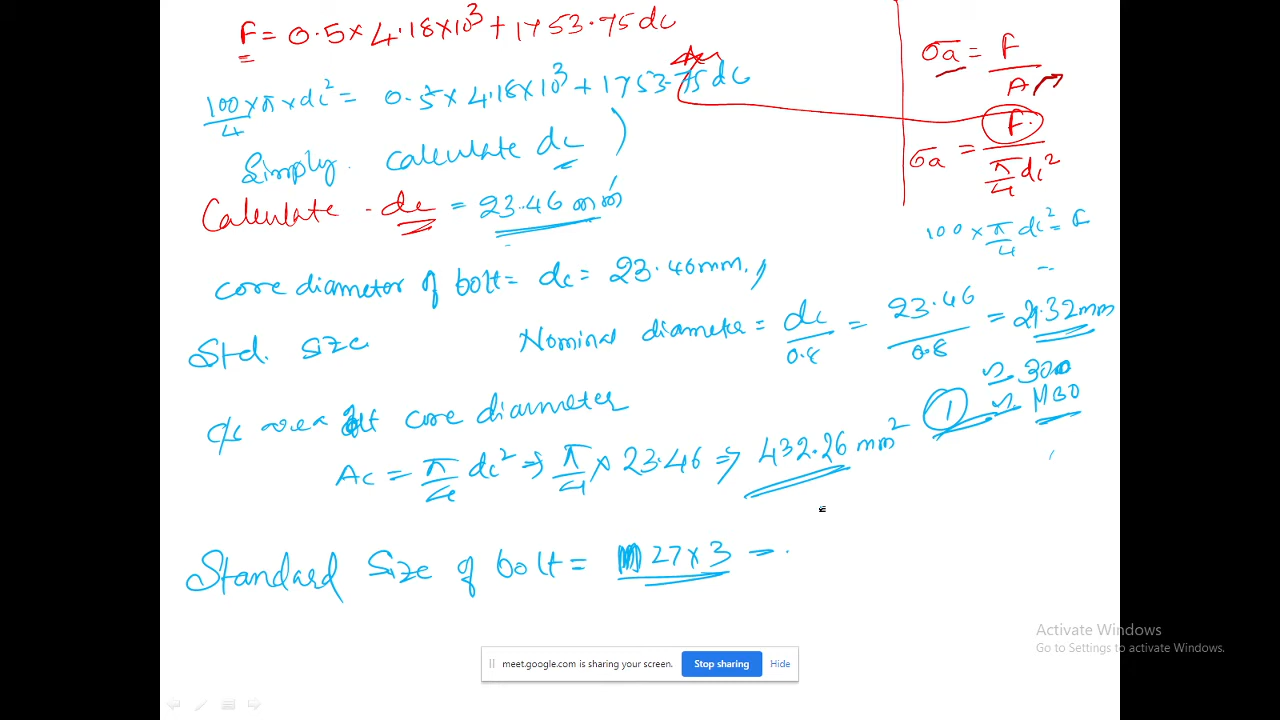 F = 0.5 × 4.18×10³ + 1753.75 dc
100/4 × π × dc² = 0.5 × 4.18×10³ + 1753.75 dc
Simply. calculate dc )
Calculate - dc = 23.46 mm
core diameter of bolt = dc = 23.46mm.
Std. size
Nominal diameter = dc/0.8 = 23.46/0.8 = 29.32mm
≈ 30
① ≈ M30
c/s area at core diameter
Ac = π/4 dc² ⇒ π/4 × 23.46 ⇒ 432.26 mm²
Standard Size of bolt = M 27 × 3 –
σa = F/A
σa = F/(π/4 dc²)
100 × π/4 dc² = F
meet.google.com is sharing your screen. Stop sharing Hide
Activate Windows
Go to Settings to activate Windows.